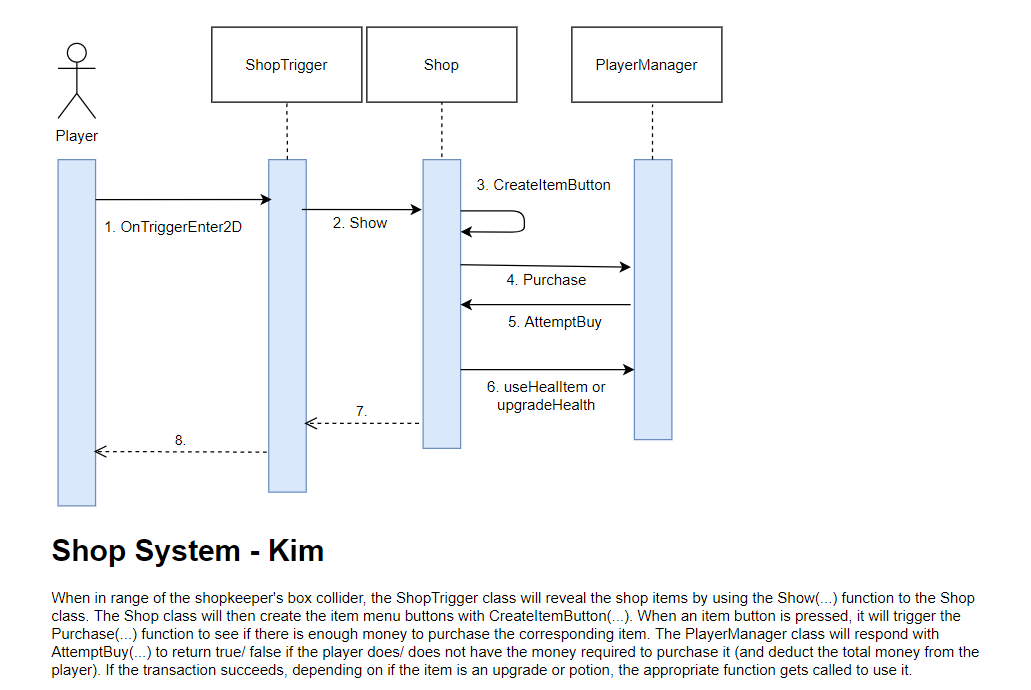 ShopTrigger
Shop
PlayerManager
Player
3. CreateItemButton
1. OnTriggerEnter2D
2. Show
4. Purchase
5. AttemptBuy
6. useHealItem or
upgradeHealth
7.
8.
Shop System - Kim
When in range of the shopkeeper's box collider, the ShopTrigger class will reveal the shop items by using the Show(...) function to the Shop
class. The Shop class will then create the item menu buttons with CreateItemButton(...). When an item button is pressed, it will trigger the
Purchase(...) function to see if there is enough money to purchase the corresponding item. The PlayerManager class will respond with
AttemptBuy(...) to return true/ false if the player does/ does not have the money required to purchase it (and deduct the total money from the
player). If the transaction succeeds, depending on if the item is an upgrade or potion, the appropriate function gets called to use it.